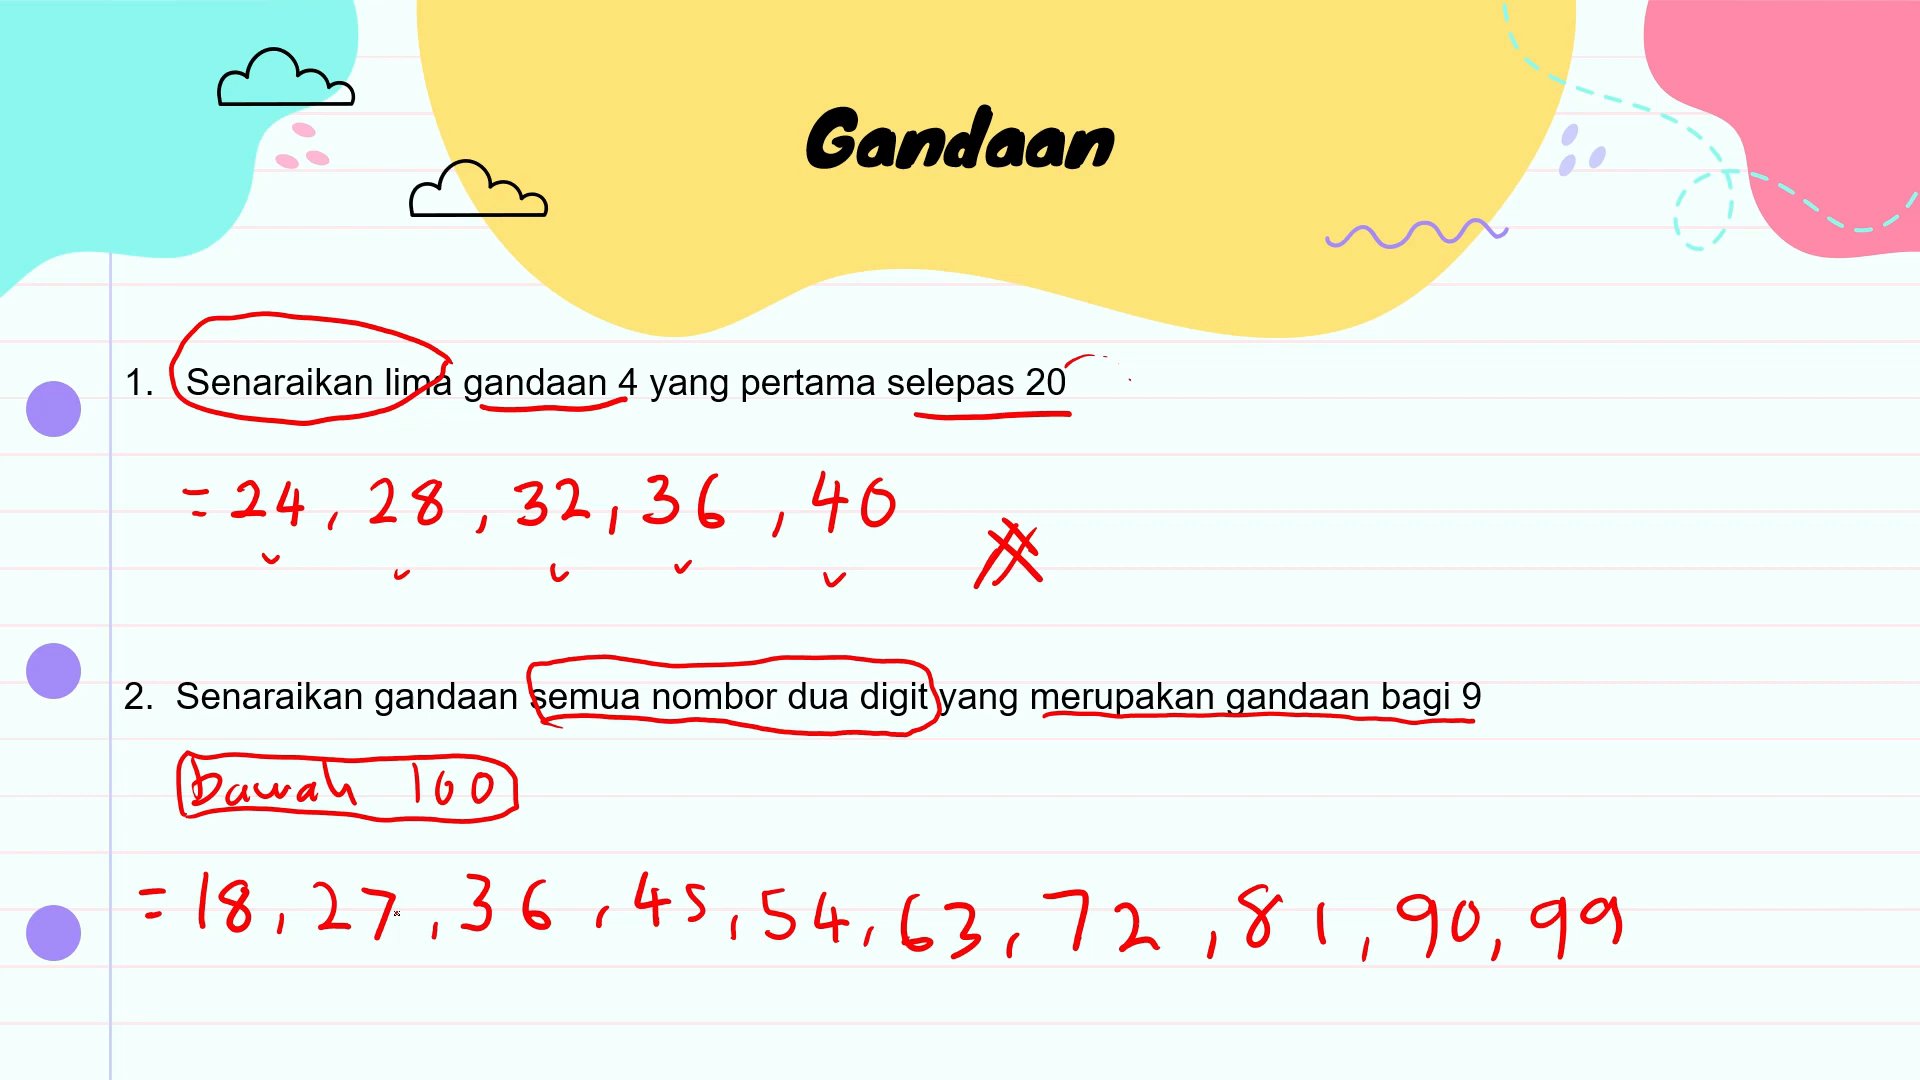 Gandaan
1. Senaraikan lima gandaan 4 yang pertama selepas 20
= 24, 28, 32, 36, 40
2. Senaraikan gandaan semua nombor dua digit yang merupakan gandaan bagi 9
bawah 100
= 18, 27, 36, 45, 54, 63, 72, 81, 90, 99